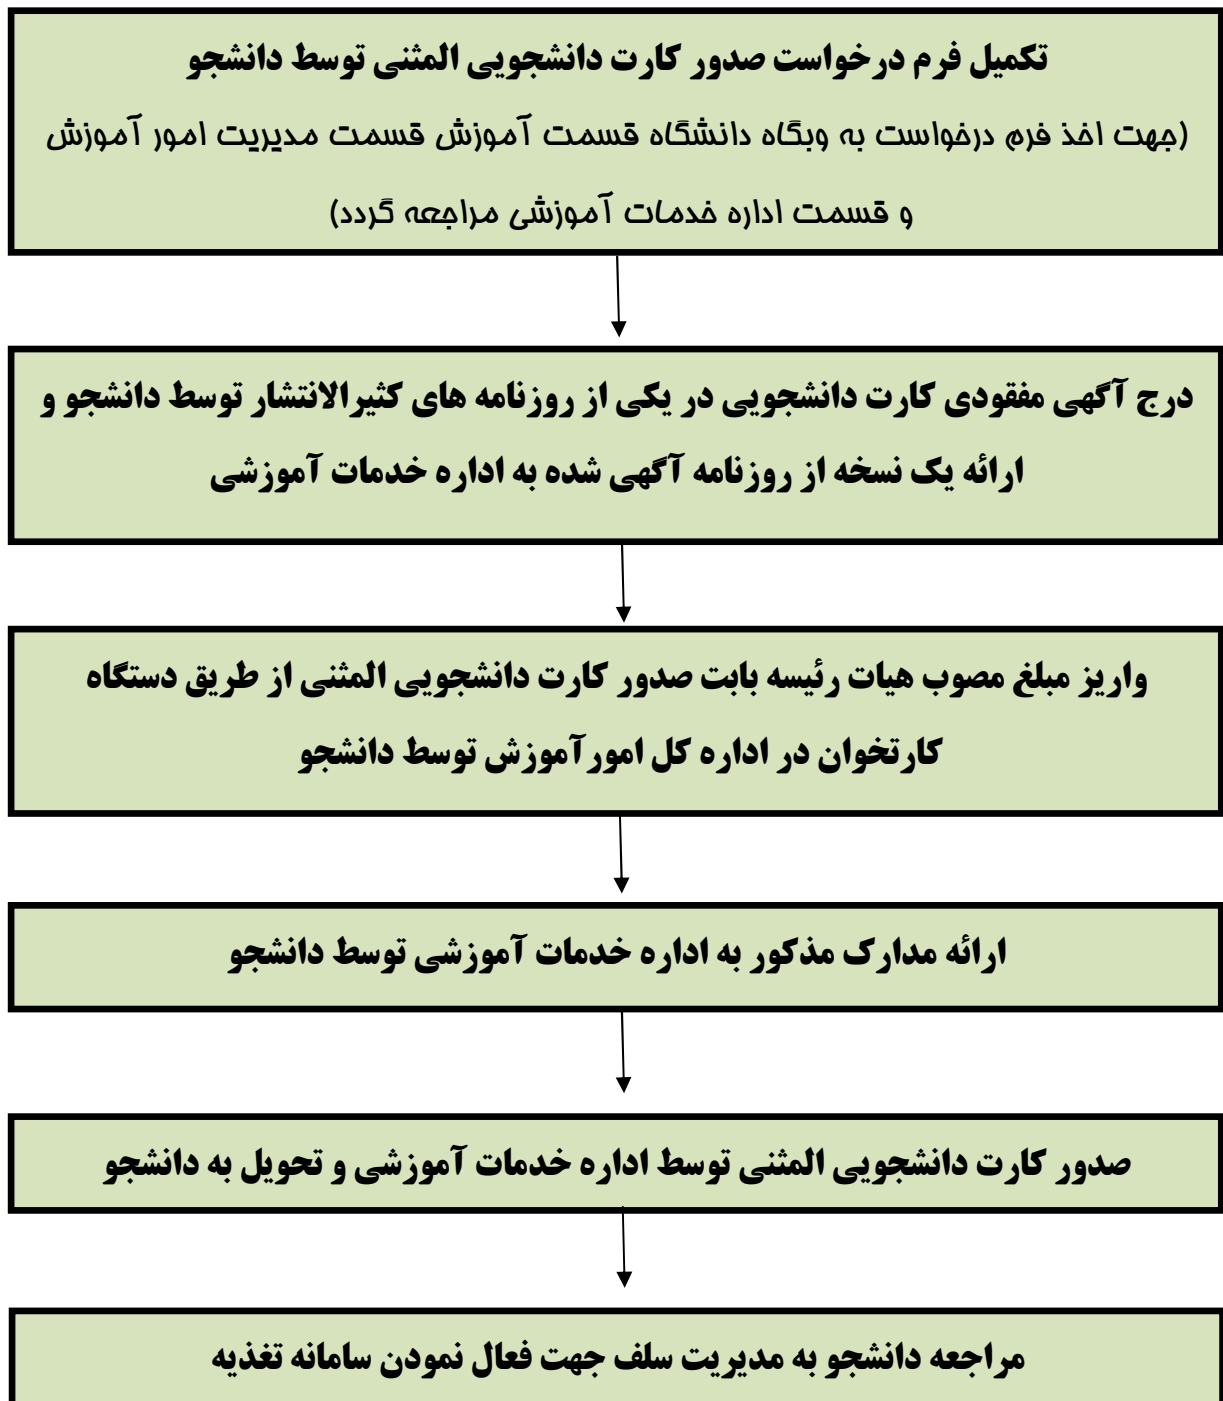 تکمیل فرم درخواست صدور کارت دانشجویی المثنی توسط دانشجو
(جهت اخذ فرم درخواست به وبگاه دانشگاه قسمت آموزش قسمت مدیریت امور آموزش
و قسمت اداره خدمات آموزشی مراجعه گردد)
درج آگهی مفقودی کارت دانشجویی در یکی از روزنامه های کثیرالانتشار توسط دانشجو و
ارائه یک نسخه از روزنامه آگهی شده به اداره خدمات آموزشی
واریز مبلغ مصوب هیات رئیسه بابت صدور کارت دانشجویی المثنی از طریق دستگاه
کارتخوان در اداره کل امورآموزش توسط دانشجو
ارائه مدارک مذکور به اداره خدمات آموزشی توسط دانشجو
صدور کارت دانشجویی المثنی توسط اداره خدمات آموزشی و تحویل به دانشجو
مراجعه دانشجو به مدیریت سلف جهت فعال نمودن سامانه تغذیه